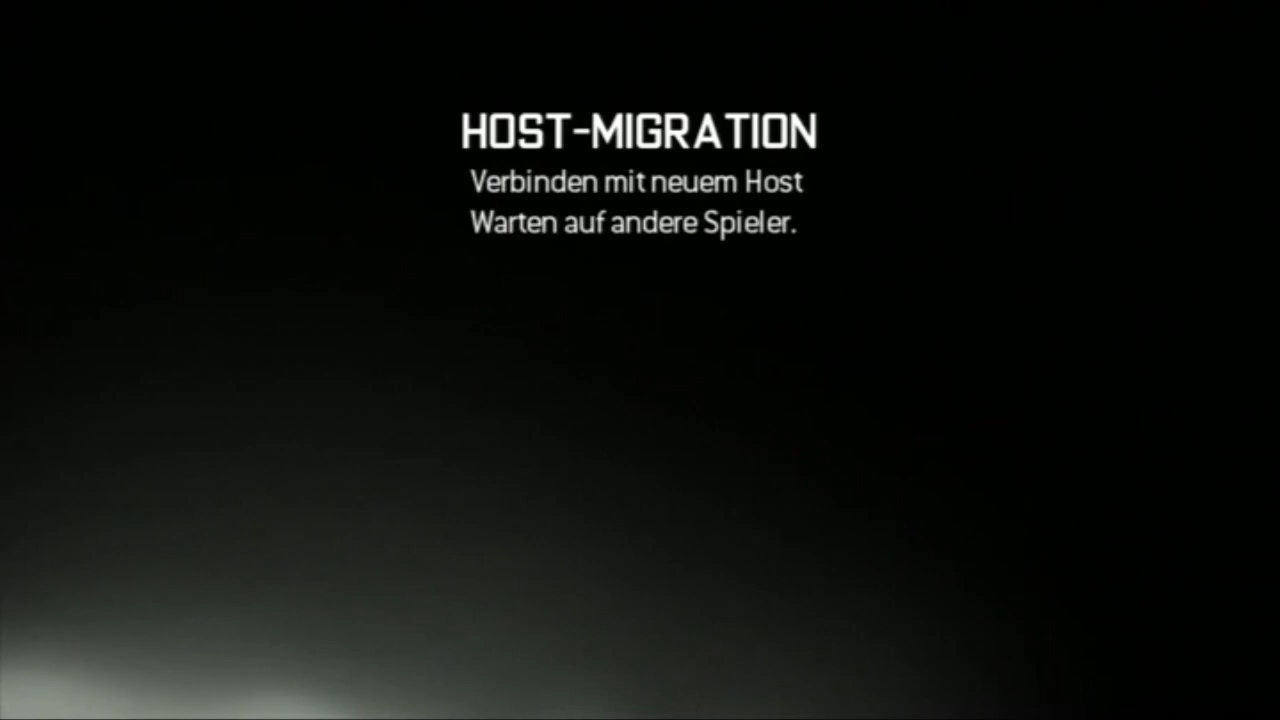 HOST-MIGRATION
Verbinden mit neuem Host
Warten auf andere Spieler.